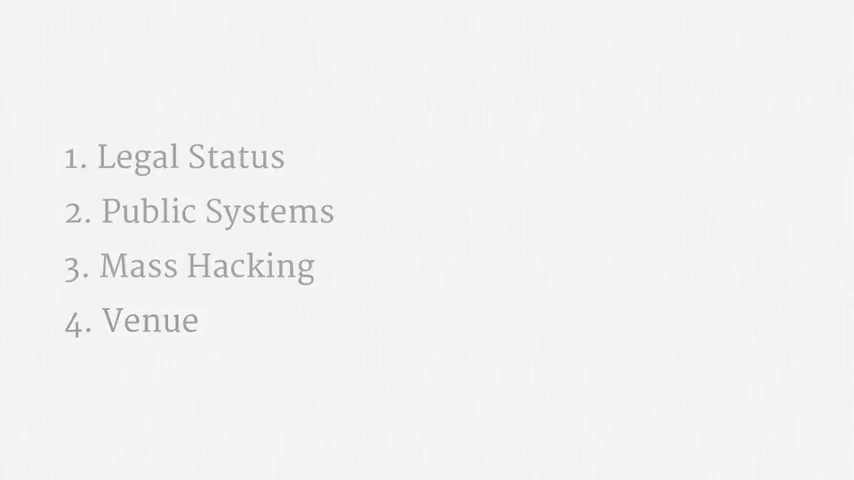 1. Legal Status
2. Public Systems
3. Mass Hacking
4. Venue